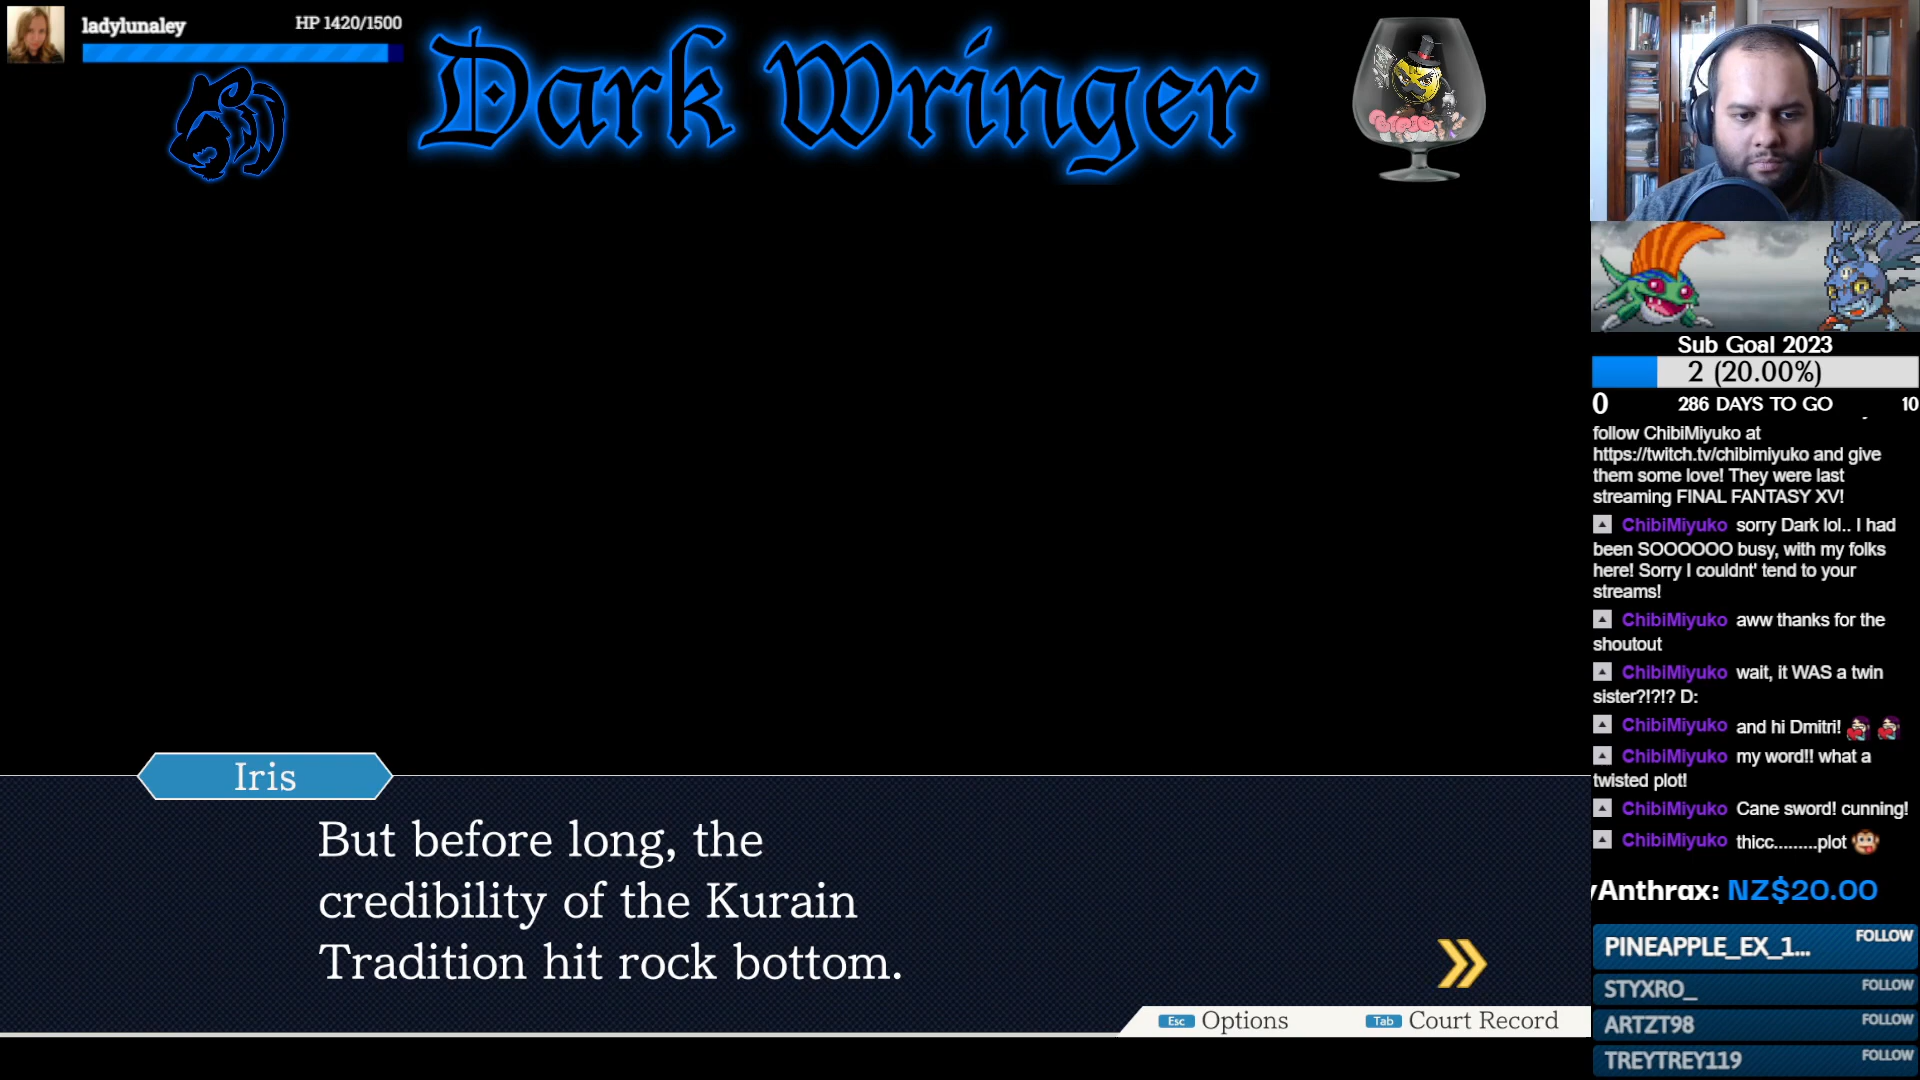 ladylunaley
HP 1420/1500
Dark Wringer
Sub Goal 2023
2 (20.00%)
0
286 DAYS TO GO
10
follow ChibiMiyuko at
https://twitch.tv/chibimiyuko and give
them some love! They were last
streaming FINAL FANTASY XV!
ChibiMiyuko sorry Dark lol.. I had
been SOOOOOO busy, with my folks
here! Sorry I couldnt' tend to your
streams!
ChibiMiyuko aww thanks for the
shoutout
ChibiMiyuko wait, it WAS a twin
sister?!?!? D:
ChibiMiyuko and hi Dmitri!
ChibiMiyuko my word!! what a
twisted plot!
ChibiMiyuko Cane sword! cunning!
ChibiMiyuko thicc.........plot
yAnthrax: NZ$20.00
PINEAPPLE_EX_1... FOLLOW
STYXRO_ FOLLOW
ARTZT98 FOLLOW
TREYTREY119 FOLLOW
Iris
But before long, the
credibility of the Kurain
Tradition hit rock bottom.
Esc Options
Tab Court Record